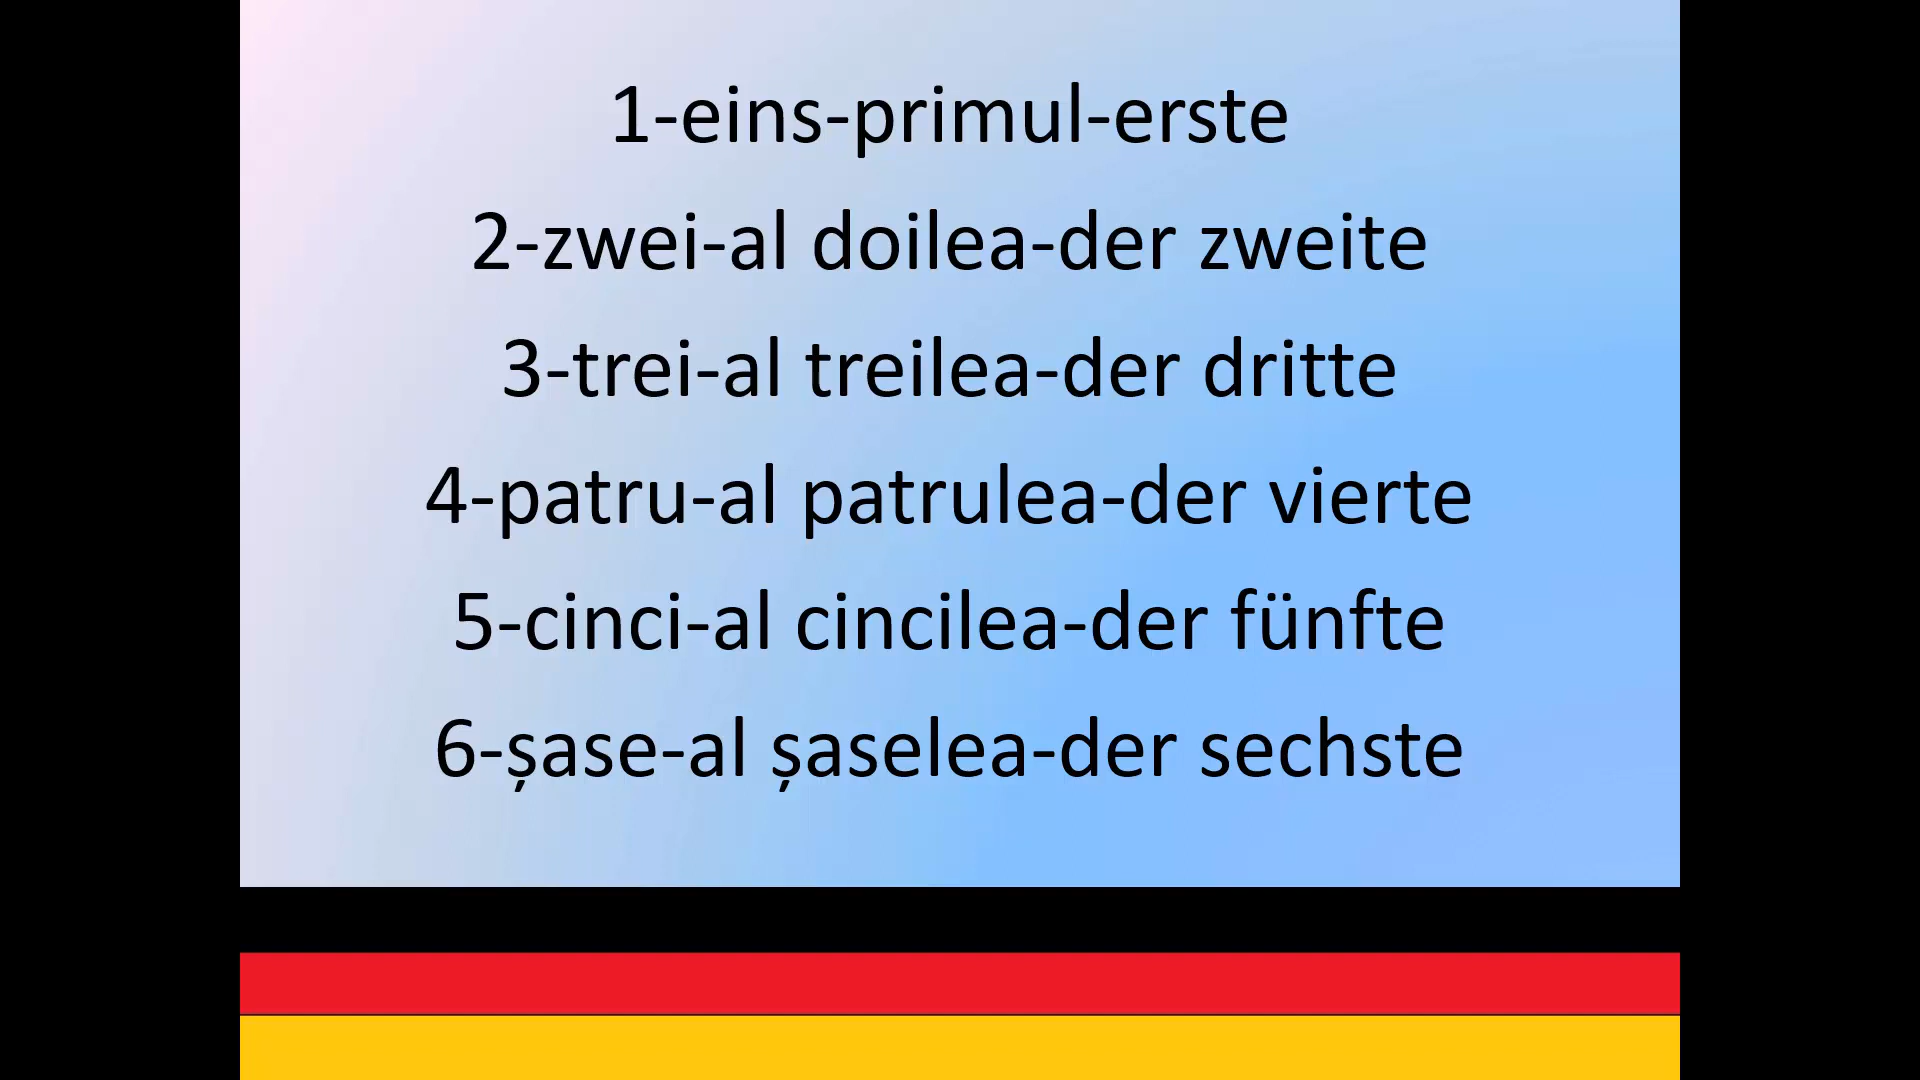 1-eins-primul-erste
2-zwei-al doilea-der zweite
3-trei-al treilea-der dritte
4-patru-al patrulea-der vierte
5-cinci-al cincilea-der fünfte
6-șase-al șaselea-der sechste